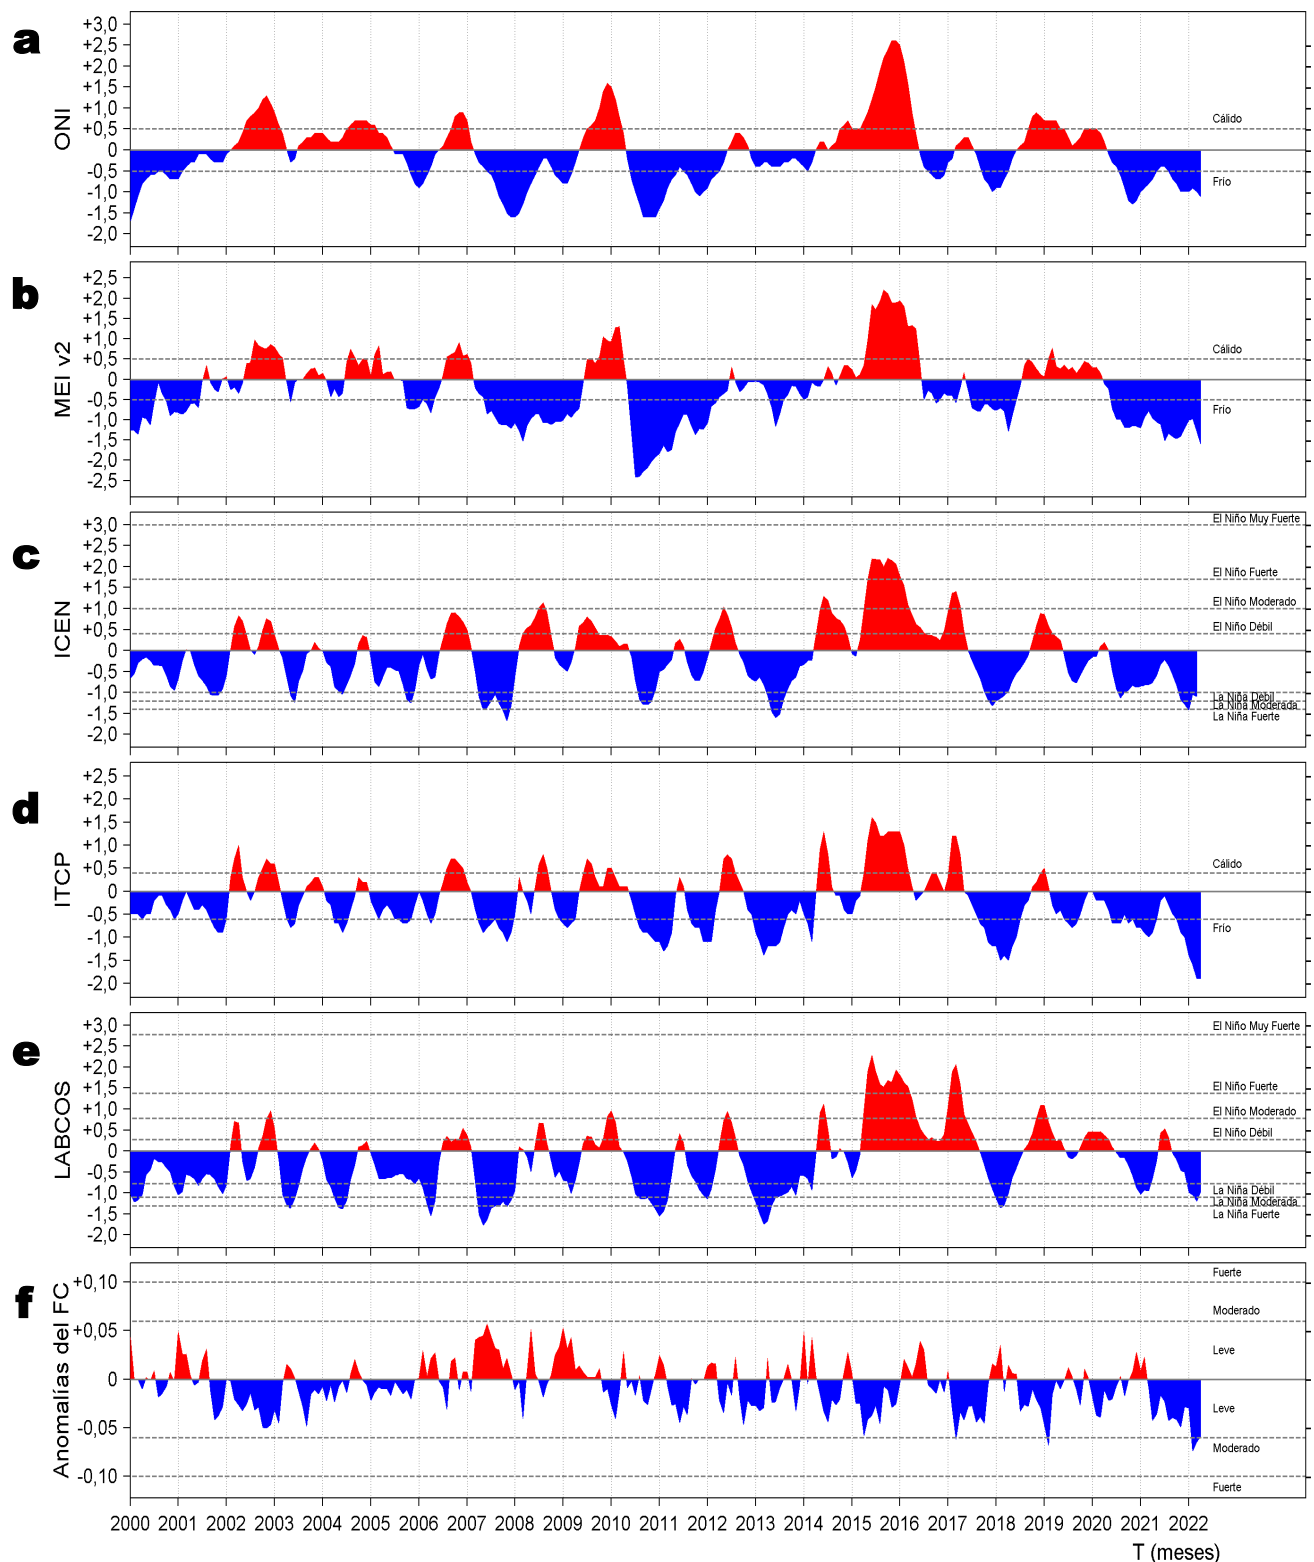 a
ONI
+3,0
+2,5
+2,0
+1,5
+1,0
+0,5
0
-0,5
-1,0
-1,5
-2,0
Cálido
Frío
b
MEI v2
+2,5
+2,0
+1,5
+1,0
+0,5
0
-0,5
-1,0
-1,5
-2,0
-2,5
Cálido
Frío
c
ICEN
+3,0
+2,5
+2,0
+1,5
+1,0
+0,5
0
-0,5
-1,0
-1,5
-2,0
El Niño Muy Fuerte
El Niño Fuerte
El Niño Moderado
El Niño Débil
La Niña Débil
La Niña Moderada
La Niña Fuerte
d
ITCP
+2,5
+2,0
+1,5
+1,0
+0,5
0
-0,5
-1,0
-1,5
-2,0
Cálido
Frío
e
LABCOS
+3,0
+2,5
+2,0
+1,5
+1,0
+0,5
0
-0,5
-1,0
-1,5
-2,0
El Niño Muy Fuerte
El Niño Fuerte
El Niño Moderado
El Niño Débil
La Niña Débil
La Niña Moderada
La Niña Fuerte
f
Anomalías del FC
+0,10
+0,05
0
-0,05
-0,10
Fuerte
Moderado
Leve
Leve
Moderado
Fuerte
2000 2001 2002 2003 2004 2005 2006 2007 2008 2009 2010 2011 2012 2013 2014 2015 2016 2017 2018 2019 2020 2021 2022
T (meses)